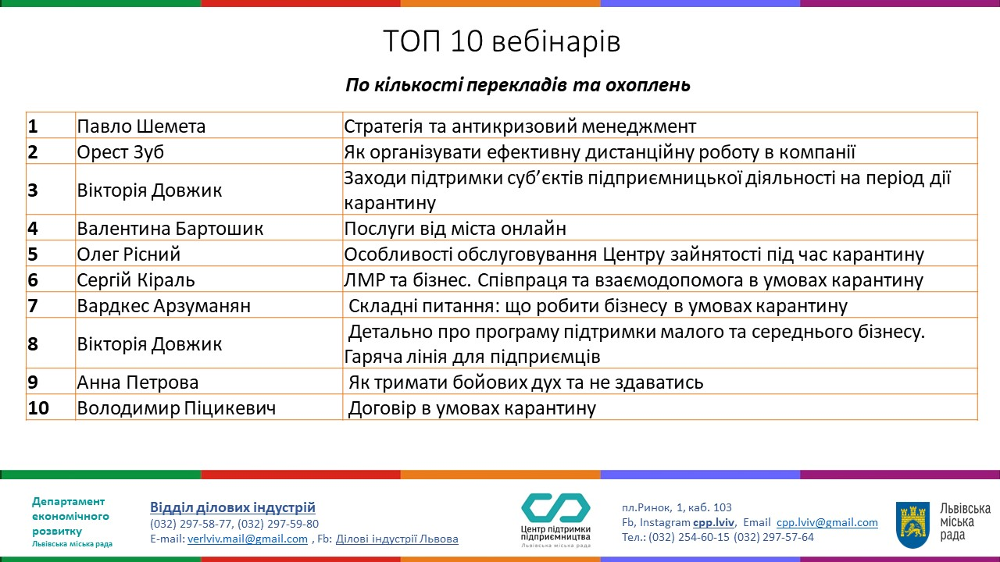 ТОП 10 вебінарів
По кількості перекладів та охоплень
1 Павло Шемета Стратегія та антикризовий менеджмент
2 Орест Зуб Як організувати ефективну дистанційну роботу в компанії
3 Вікторія Довжик Заходи підтримки суб’єктів підприємницької діяльності на період дії
карантину
4 Валентина Бартошик Послуги від міста онлайн
5 Олег Рісний Особливості обслуговування Центру зайнятості під час карантину
6 Сергій Кіраль ЛМР та бізнес. Співпраця та взаємодопомога в умовах карантину
7 Вардкес Арзуманян Складні питання: що робити бізнесу в умовах карантину
8 Вікторія Довжик Детально про програму підтримки малого та середнього бізнесу.
Гаряча лінія для підприємців
9 Анна Петрова Як тримати бойових дух та не здаватись
10 Володимир Піцикевич Договір в умовах карантину
Департамент
економічного
розвитку
Львівська міська рада
Відділ ділових індустрій
(032) 297-58-77, (032) 297-59-80
E-mail: verlviv.mail@gmail.com , Fb: Ділові індустрії Львова
Центр підтримки
підприємництва
Львівська міська рада
пл.Ринок, 1, каб. 103
Fb, Instagram cpp.lviv, Email cpp.lviv@gmail.com
Тел.: (032) 254-60-15 (032) 297-57-64
Львівська
міська
рада